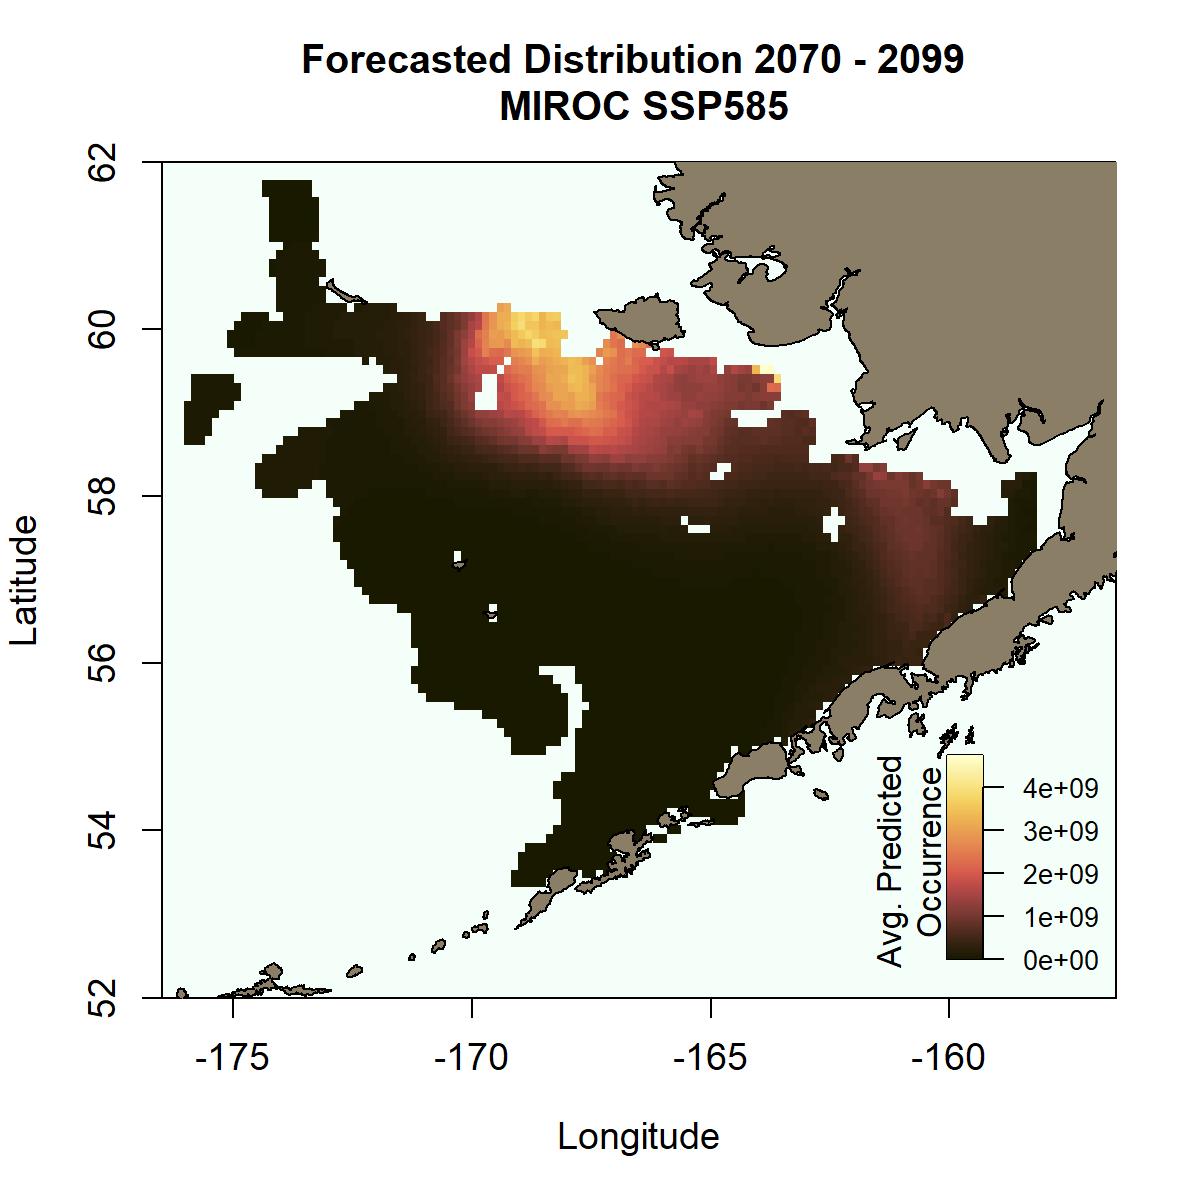 Forecasted Distribution 2070 - 2099
MIROC SSP585
62
60
58
56
54
52
Latitude
-175
-170
-165
-160
Longitude
Avg. Predicted
Occurrence
4e+09
3e+09
2e+09
1e+09
0e+00